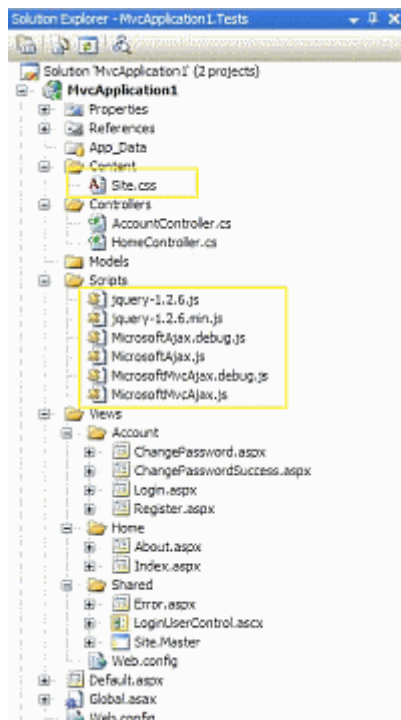 Solution Explorer - MvcApplication1.Tests
Solution 'MvcApplication1' (2 projects)
MvcApplication1
Properties
References
App_Data
Content
Site.css
Controllers
AccountController.cs
HomeController.cs
Models
Scripts
jquery-1.2.6.js
jquery-1.2.6.min.js
MicrosoftAjax.debug.js
MicrosoftAjax.js
MicrosoftMvcAjax.debug.js
MicrosoftMvcAjax.js
Views
Account
ChangePassword.aspx
ChangePasswordSuccess.aspx
Login.aspx
Register.aspx
Home
About.aspx
Index.aspx
Shared
Error.aspx
LoginUserControl.ascx
Site.Master
Web.config
Default.aspx
Global.asax
Web.config